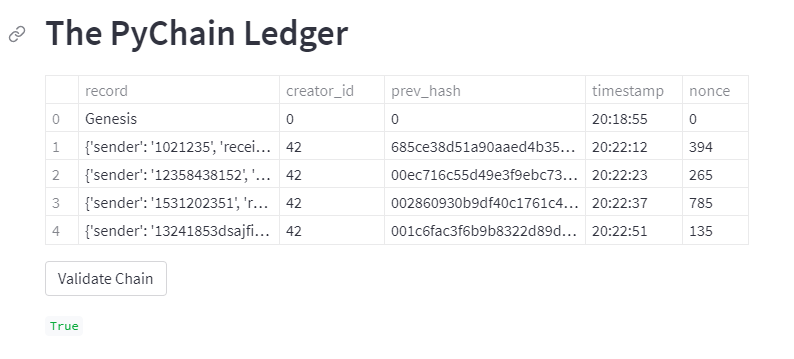 The PyChain Ledger
record creator_id prev_hash timestamp nonce
0 Genesis 0 0 20:18:55 0
1 {'sender': '1021235', 'recei... 42 685ce38d51a90aaed4b35... 20:22:12 394
2 {'sender': '12358438152', '... 42 00ec716c55d49e3f9ebc73... 20:22:23 265
3 {'sender': '1531202351', 'r... 42 002860930b9df40c1761c4... 20:22:37 785
4 {'sender': '13241853dsajfi... 42 001c6fac3f6b9b8322d89d... 20:22:51 135
Validate Chain
True